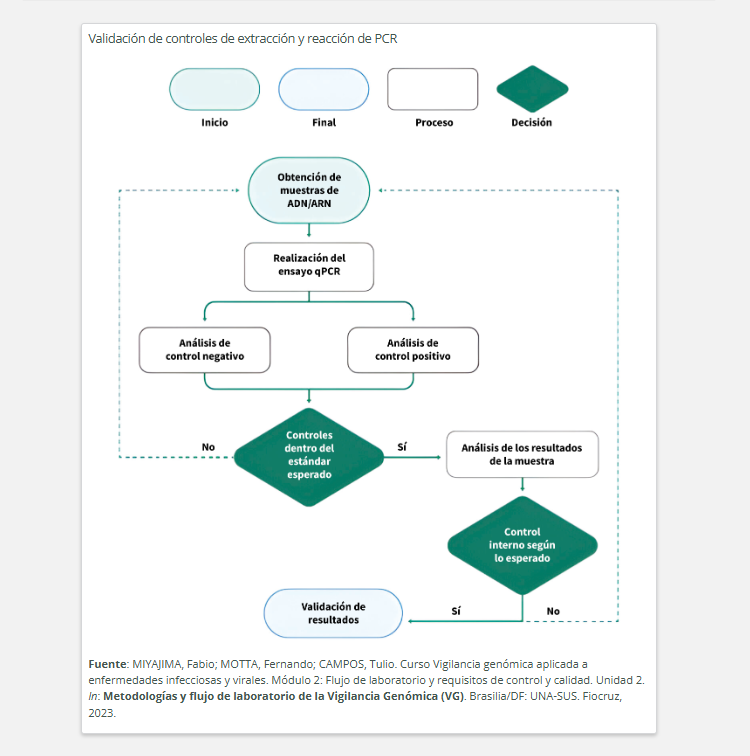 Validación de controles de extracción y reacción de PCR
Inicio
Final
Proceso
Decisión
Obtención de
muestras de
ADN/ARN
Realización del
ensayo qPCR
Análisis de
control negativo
Análisis de
control positivo
Controles
dentro del
estándar
esperado
No
Sí
Análisis de los resultados
de la muestra
Control
interno según
lo esperado
Sí
No
Validación de
resultados
Fuente: MIYAJIMA, Fabio; MOTTA, Fernando; CAMPOS, Tulio. Curso Vigilancia genómica aplicada a
enfermedades infecciosas y virales. Módulo 2: Flujo de laboratorio y requisitos de control y calidad. Unidad 2.
In: Metodologías y flujo de laboratorio de la Vigilancia Genómica (VG). Brasilia/DF: UNA-SUS. Fiocruz,
2023.